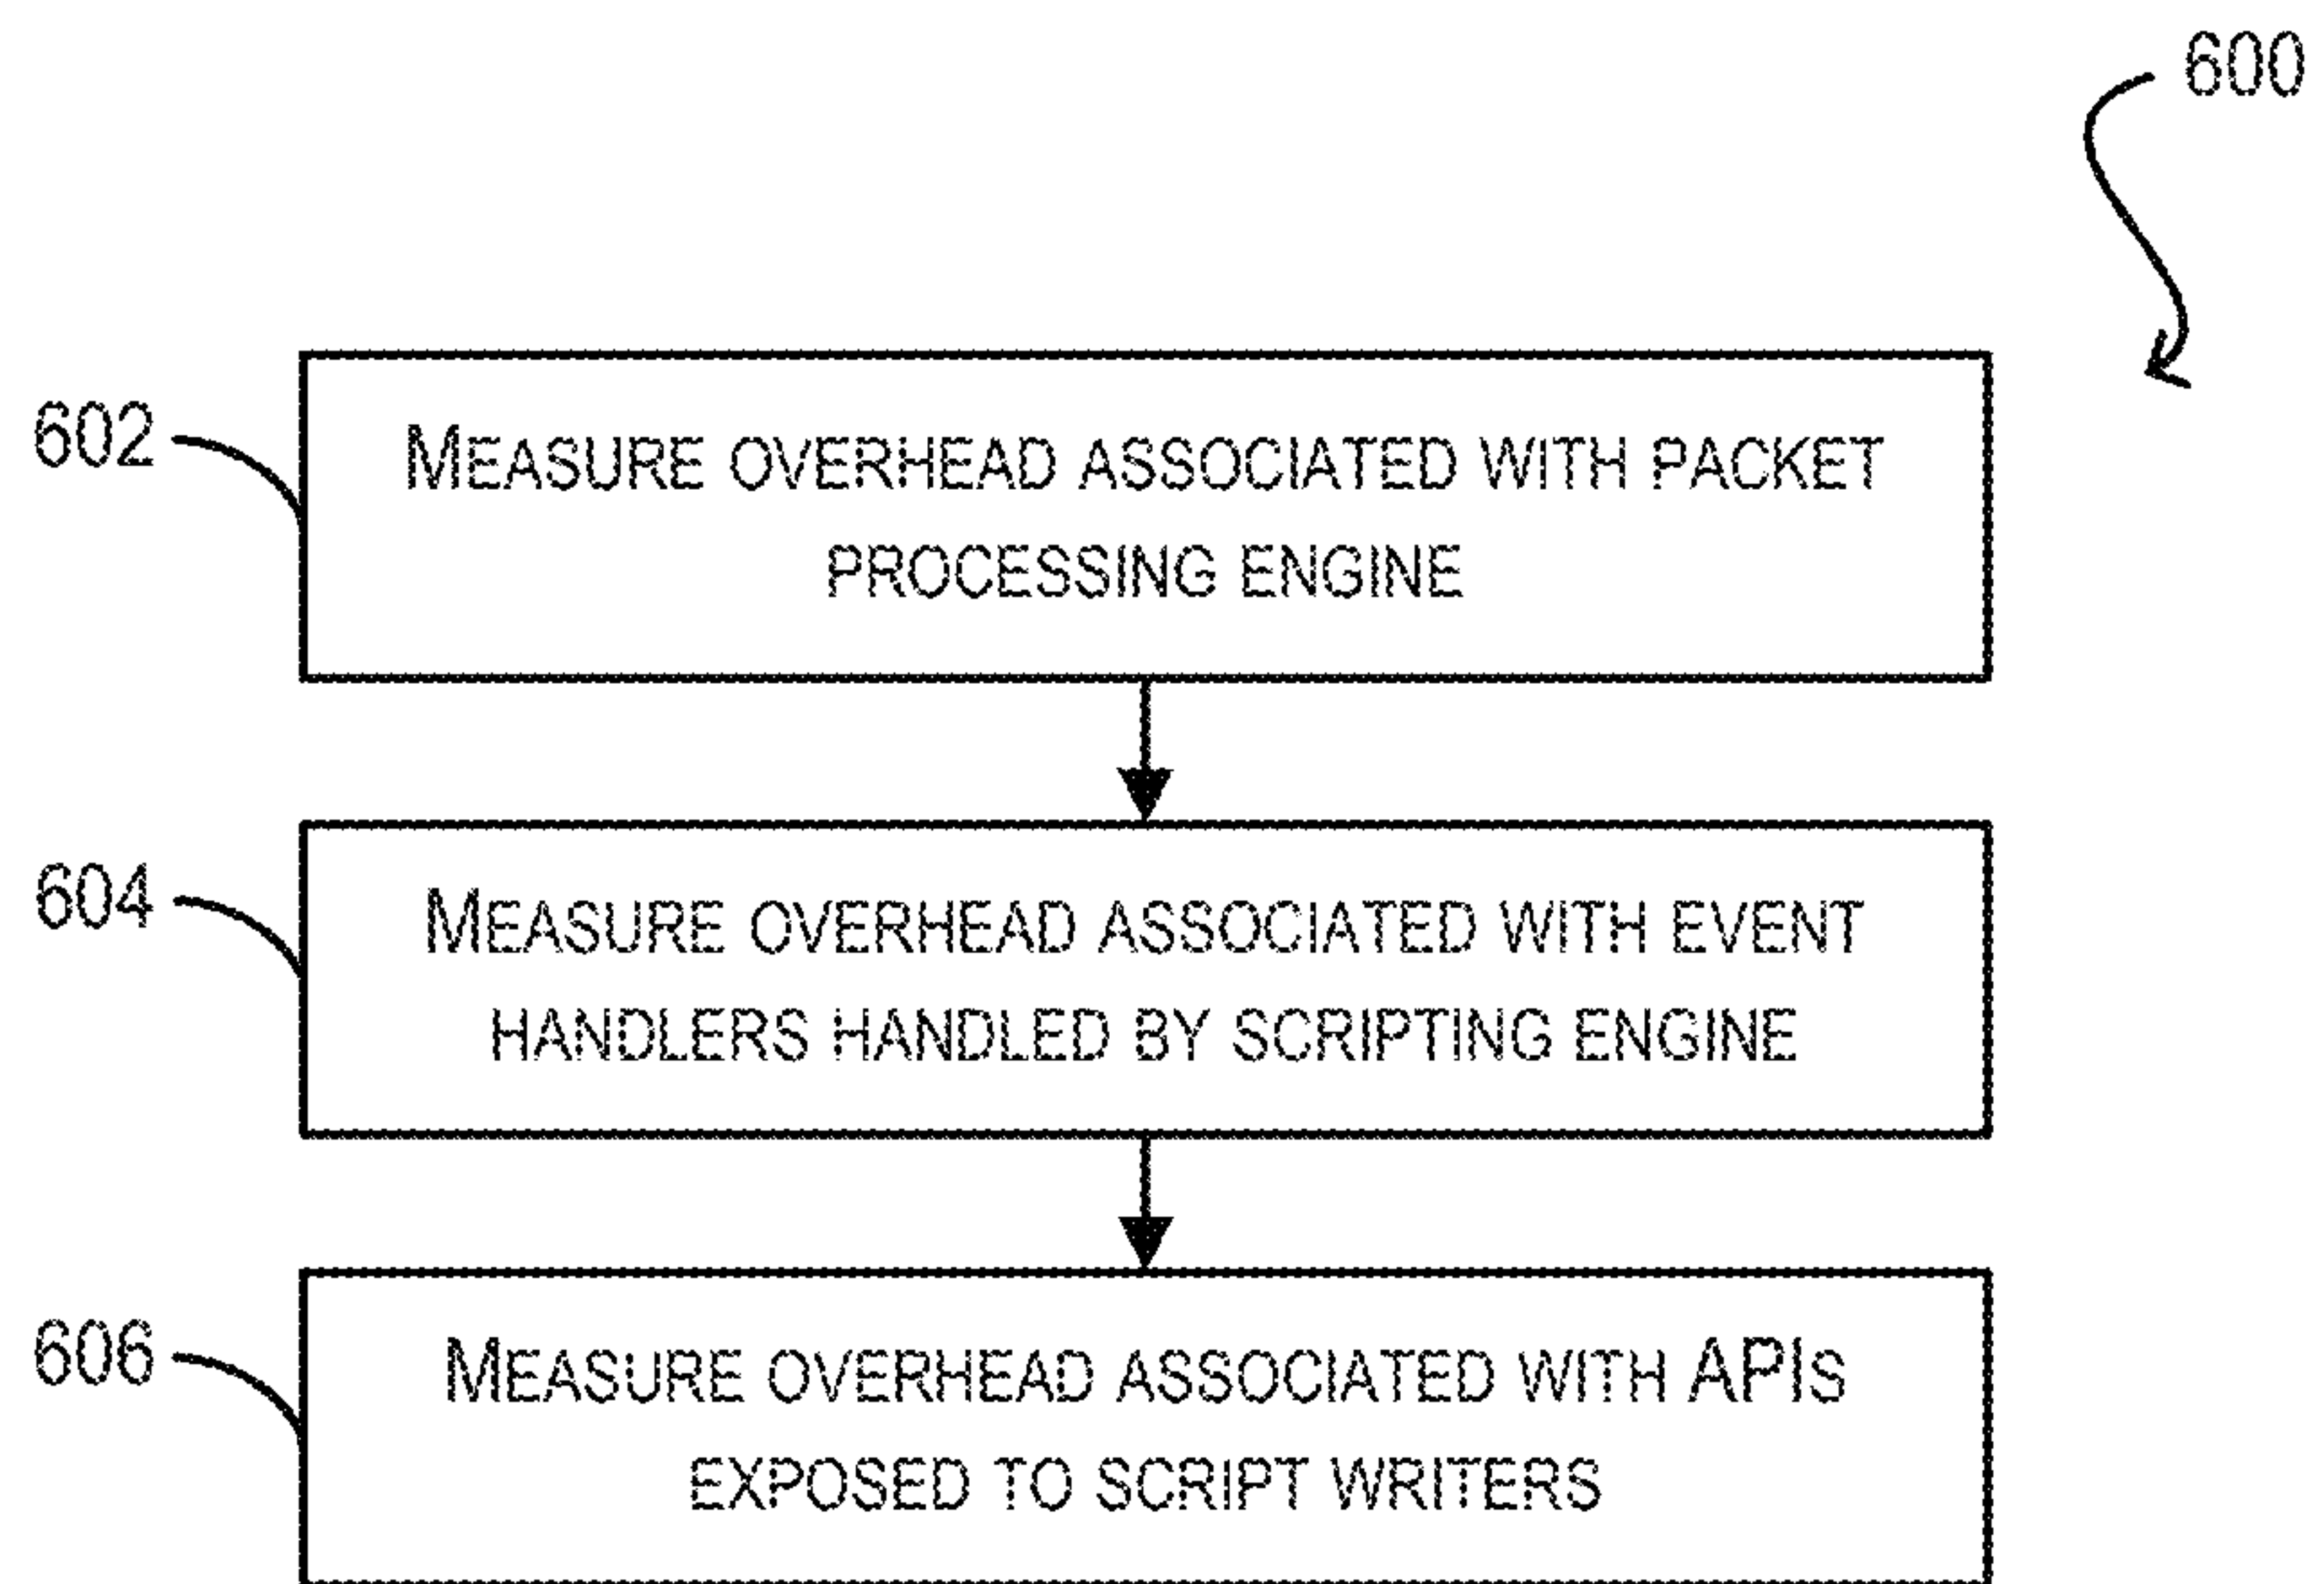 600
602
MEASURE OVERHEAD ASSOCIATED WITH PACKET
PROCESSING ENGINE
604
MEASURE OVERHEAD ASSOCIATED WITH EVENT
HANDLERS HANDLED BY SCRIPTING ENGINE
606
MEASURE OVERHEAD ASSOCIATED WITH APIS
EXPOSED TO SCRIPT WRITERS